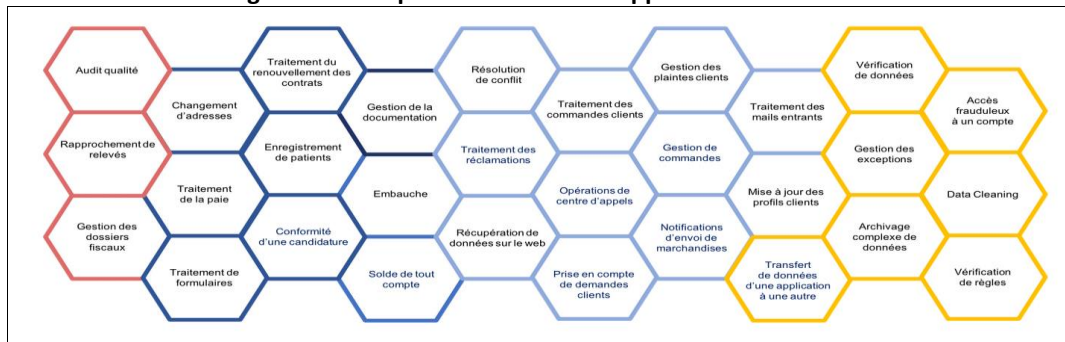 Audit qualité
Rapprochement de
relevés
Gestion des
dossiers
fiscaux
Changement
d'adresses
Traitement
de la paie
Traitement de
formulaires
Traitement du
renouvellement des
contrats
Enregistrement
de patients
Conformité
d'une candidature
Gestion de la
documentation
Embauche
Solde de tout
compte
Résolution
de conflit
Traitement des
réclamations
Récupération de
données sur le web
Traitement des
commandes clients
Opérations de
centre d'appels
Prise en compte
de demandes
clients
Gestion des
plaintes clients
Gestion de
commandes
Notifications
d'envoi de
marchandises
Traitement des
mails entrants
Mise à jour des
profils clients
Transfert
de données
d'une application
à une autre
Vérification
de données
Gestion des
exceptions
Archivage
complexe de
données
Accès
frauduleux
à un compte
Data Cleaning
Vérification
de règles